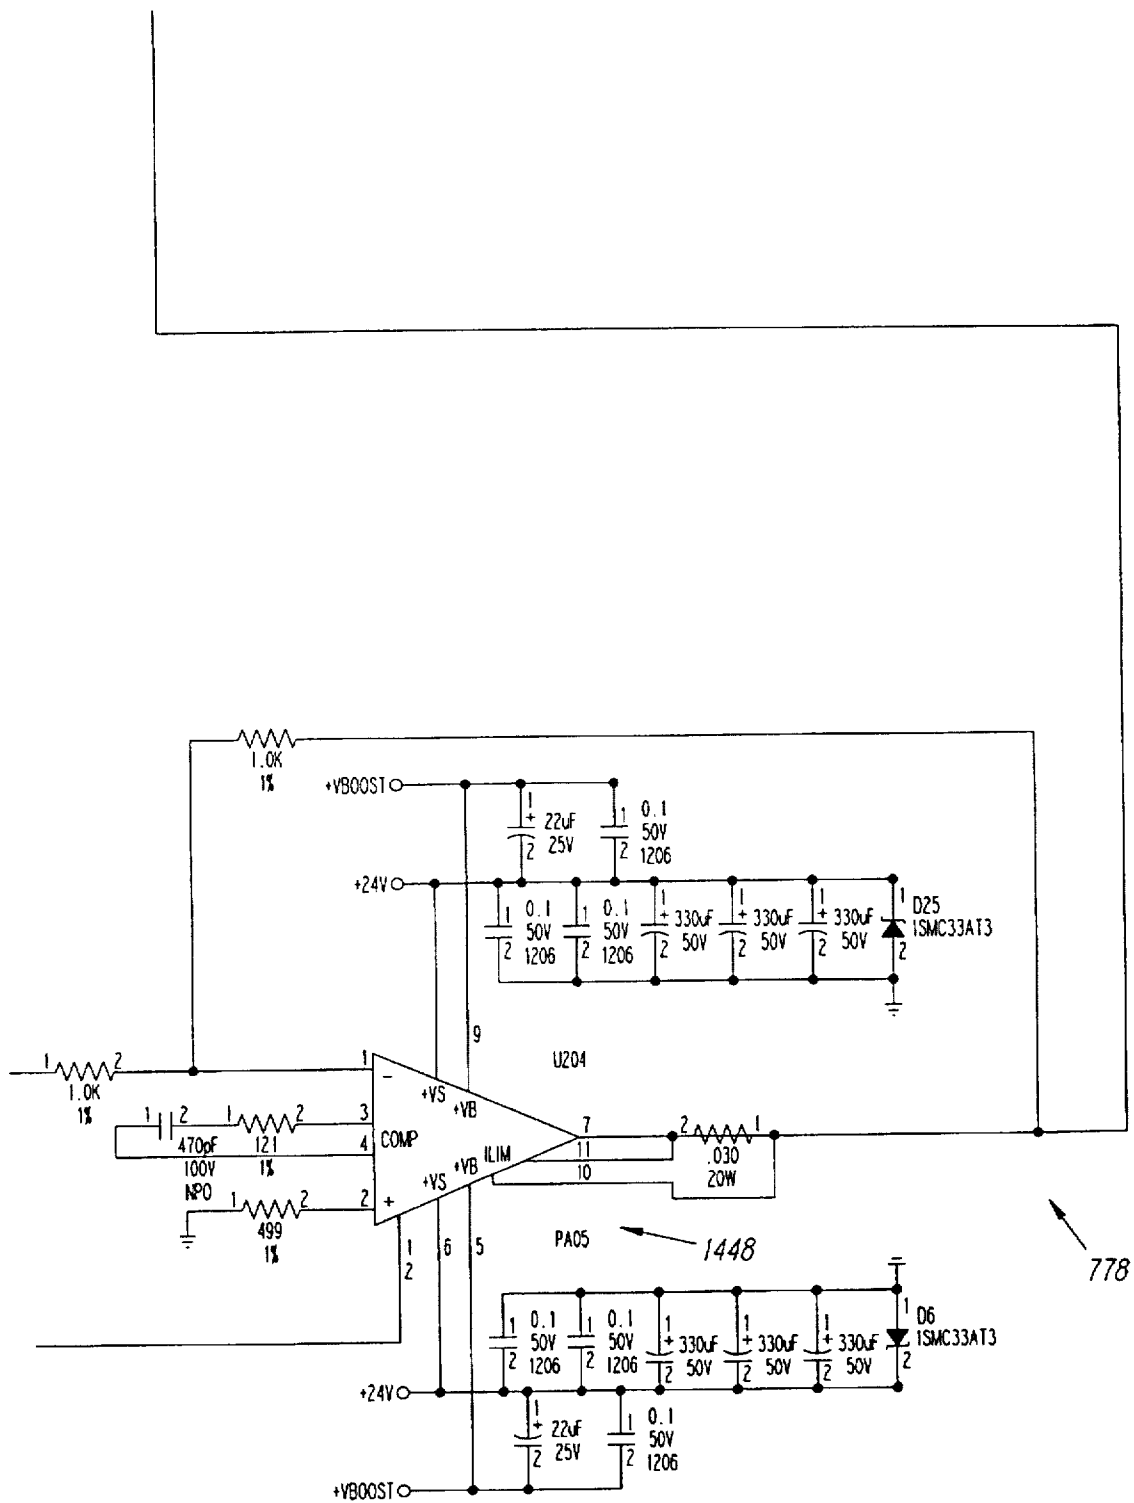 1.0K
1%
+VBOOST
1
+ 22uF
2 25V
1 0.1
50V
2 1206
+24V
1 0.1
50V
2 1206
1 0.1
50V
2 1206
1
+ 330uF
2 50V
1
+ 330uF
2 50V
1
+ 330uF
2 50V
1 D25
1SMC33AT3
2
9
U204
1 2
1.0K
1%
1
-
+VS
+VB
1 2
470pF
100V
NPO
1 2
121
1%
3
4
COMP
ILIM
7
11
10
2 1
.030
20W
1 2
499
1%
2
+
+VS
+VB
1
2
6
5
PA05
1448
778
1 0.1
50V
2 1206
1 0.1
50V
2 1206
1
+ 330uF
2 50V
1
+ 330uF
2 50V
1
+ 330uF
2 50V
1 D6
1SMC33AT3
2
+24V
1
+ 22uF
2 25V
1 0.1
50V
2 1206
+VBOOST